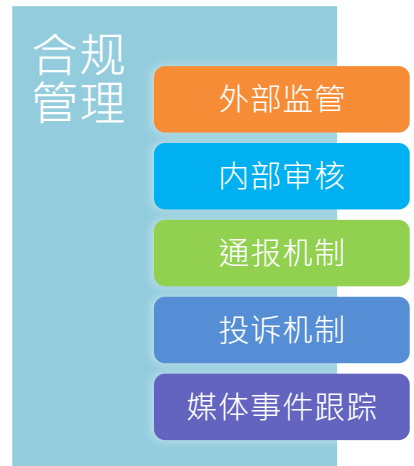 合规
管理
外部监管
内部审核
通报机制
投诉机制
媒体事件跟踪